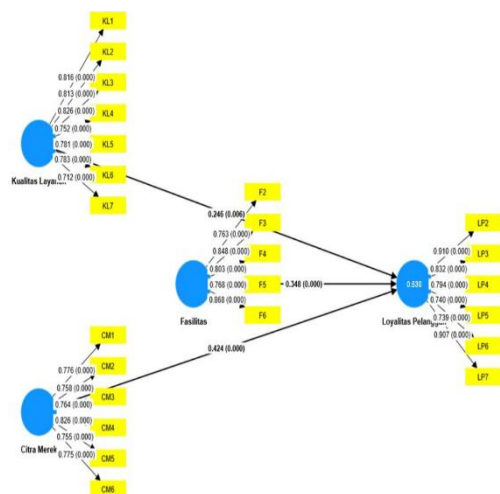 KL1
KL2
KL3
KL4
KL5
KL6
KL7
0.816 (0.000)
0.813 (0.000)
0.826 (0.000)
0.752 (0.000)
0.781 (0.000)
0.783 (0.000)
0.712 (0.000)
Kualitas Layanan
0.246 (0.006)
F2
F3
F4
F5
F6
0.763 (0.000)
0.848 (0.000)
0.803 (0.000)
0.768 (0.000)
0.868 (0.000)
Fasilitas
0.348 (0.000)
LP2
LP3
LP4
LP5
LP6
LP7
0.910 (0.000)
0.832 (0.000)
0.794 (0.000)
0.740 (0.000)
0.739 (0.000)
0.907 (0.000)
Loyalitas Pelanggan
0.424 (0.000)
CM1
CM2
CM3
CM4
CM5
CM6
0.776 (0.000)
0.758 (0.000)
0.764 (0.000)
0.826 (0.000)
0.755 (0.000)
0.775 (0.000)
Citra Merek